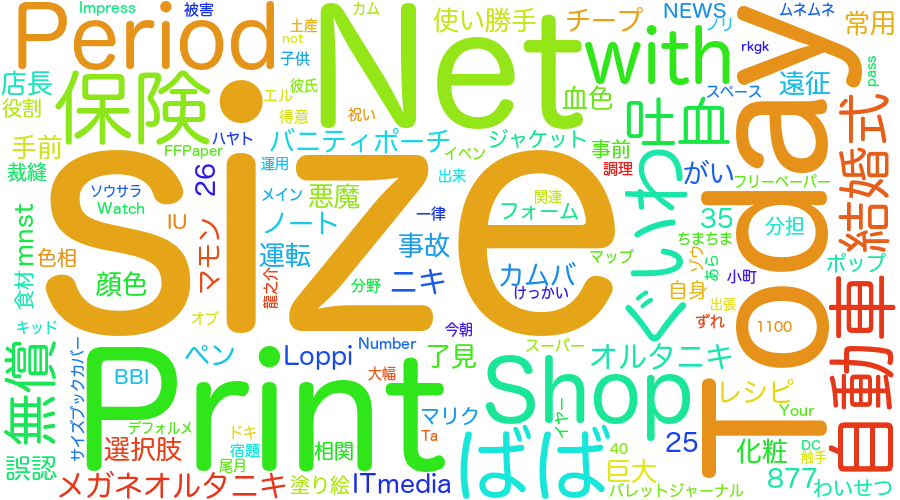 Impress
被害
土産
カム
使い勝手
チープ
NEWS
ムネムネ
常用
Period
not
子供
Net
with
ノリ
rkgk
pass
Today
店長
保険
エル
彼氏
役割
得意
祝い
血色
吐血
スペース
遠征
手前
ハヤト
バニティポーチ
ジャケット
事前
結婚式
FFPaper
運用
イベン
調理
がい
フリーペーパー
裁縫
26
ソウサラ
メイン
悪魔
出来
関連
ぐいわ
Watch
一律
フォーム
35
分担
mnst
IU
ノート
size
色相
マモン
運転
事故
マップ
ちまちま
ゾウ
あら
ポップ
食材
顔色
龍之介
分野
ニキ
カムバ
けっかい
小町
自身
出張
自動車
キッド
オブ
今朝
ずれ
1100
無償
サイズブックカバー
ペン
Loppi
Number
了見
スーパー
オルタニキ
BBI
Print
大幅
Shop
レシピ
マリク
イヤー
Your
デフォルメ
ドキ
Ta
誤認
選択肢
宿題
相関
ばば
40
25
化粧
DC
触手
尾月
巨大
877
メガネオルタニキ
塗り絵
ITmedia
バレットジャーナル
わいせつ